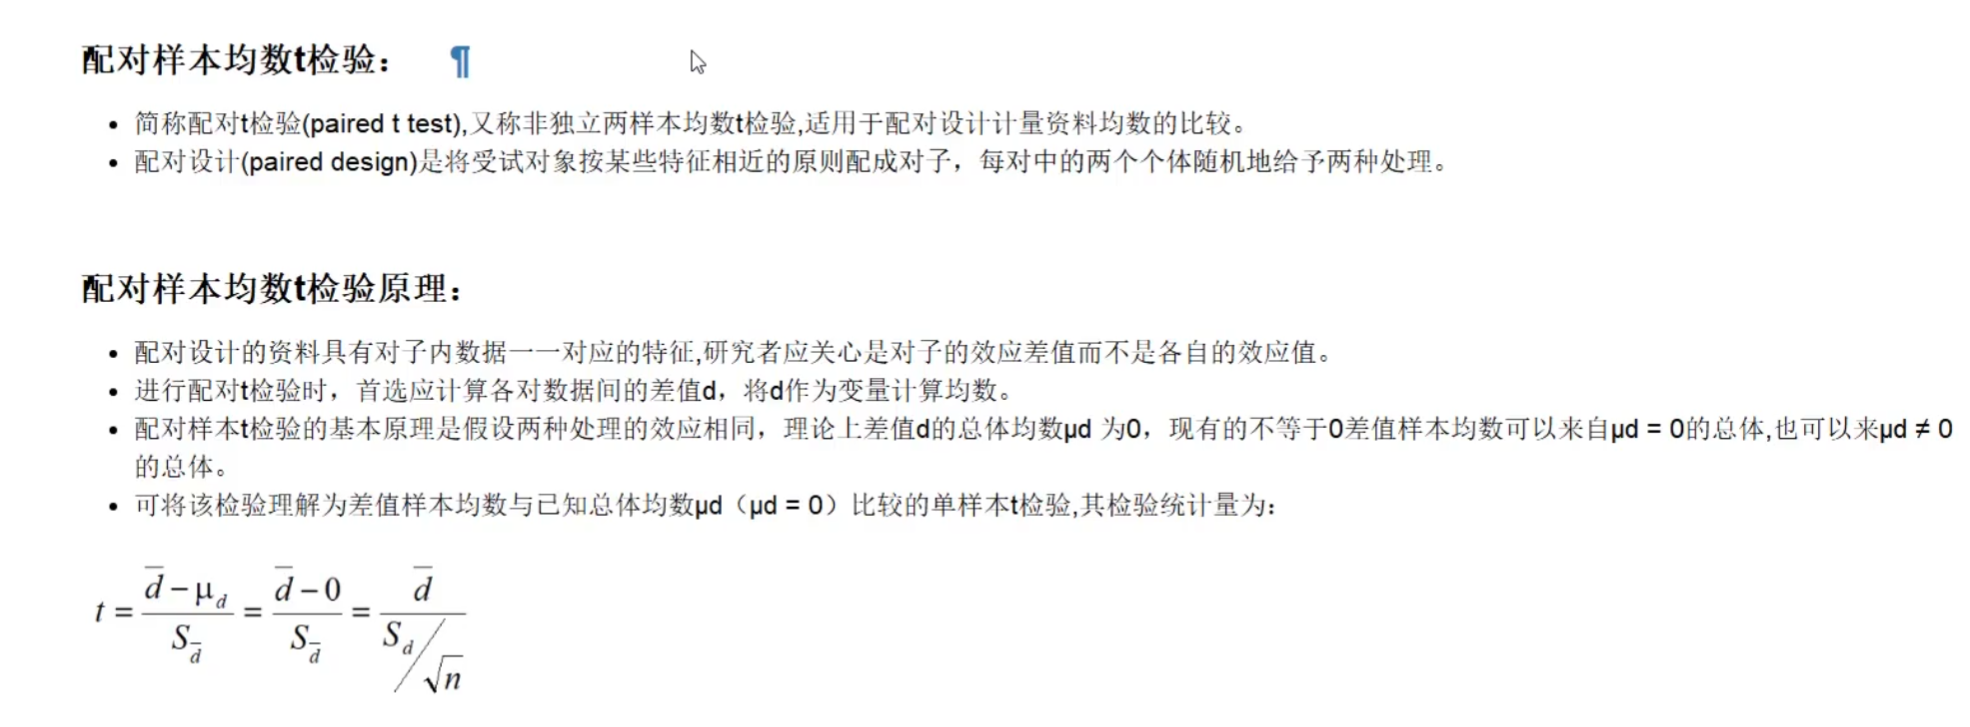 配对样本均数t检验： ¶
• 简称配对t检验(paired t test),又称非独立两样本均数t检验,适用于配对设计计量资料均数的比较。
• 配对设计(paired design)是将受试对象按某些特征相近的原则配成对子，每对中的两个个体随机地给予两种处理。
配对样本均数t检验原理：
• 配对设计的资料具有对子内数据一一对应的特征,研究者应关心是对子的效应差值而不是各自的效应值。
• 进行配对t检验时，首选应计算各对数据间的差值d，将d作为变量计算均数。
• 配对样本t检验的基本原理是假设两种处理的效应相同，理论上差值d的总体均数μd 为0，现有的不等于0差值样本均数可以来自μd = 0的总体,也可以来μd ≠ 0
的总体。
• 可将该检验理解为差值样本均数与已知总体均数μd（μd = 0）比较的单样本t检验,其检验统计量为：
t = (d̄ − μ_d) / S_d̄ = (d̄ − 0) / S_d̄ = d̄ / (S_d / √n)